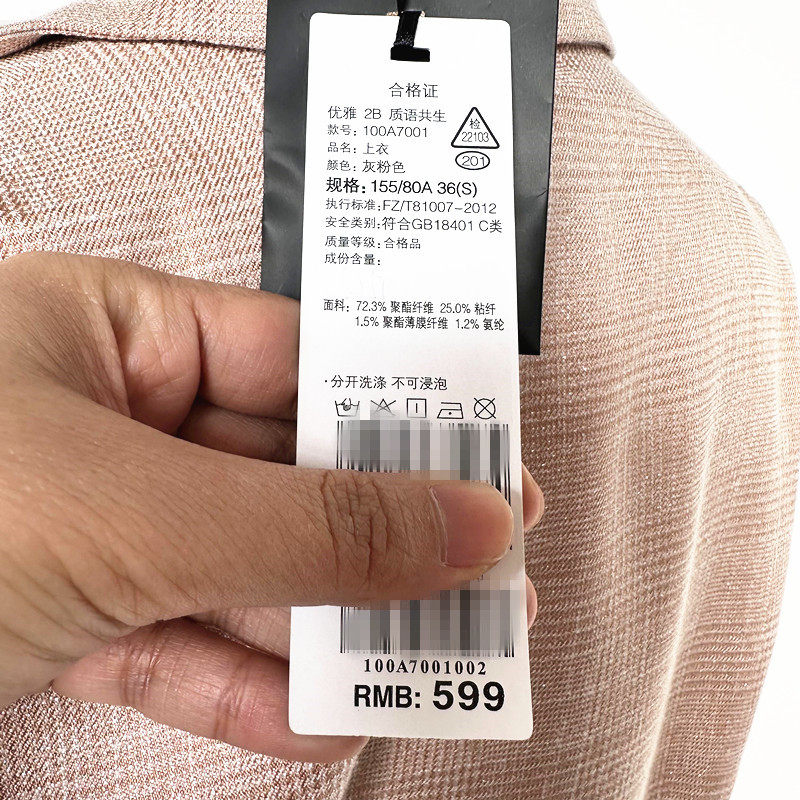 合格证
优雅 2B 质语共生
款号: 100A7001
品名: 上衣
颜色: 灰粉色
检
22103
201
规格: 155/80A 36(S)
执行标准: FZ/T81007-2012
安全类别: 符合GB18401 C类
质量等级: 合格品
成份含量:
面料: 72.3% 聚酯纤维 25.0% 粘纤
1.5% 聚酯薄膜纤维 1.2% 氨纶
·分开洗涤 不可浸泡
100A7001002
RMB: 599